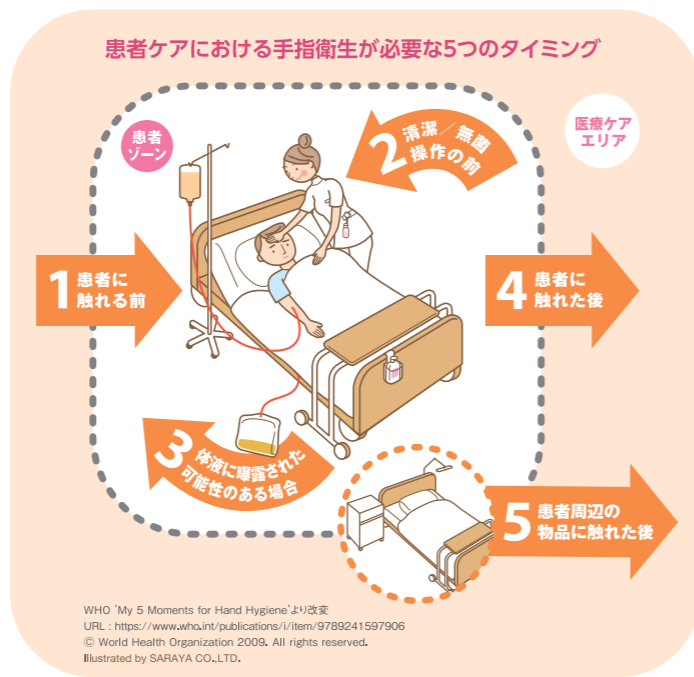 患者ケアにおける手指衛生が必要な5つのタイミング
患者
ゾーン
医療ケア
エリア
1 患者に
触れる前
2 清潔／無菌
操作の前
3 体液に曝露された
可能性のある場合
4 患者に
触れた後
5 患者周辺の
物品に触れた後
WHO 'My 5 Moments for Hand Hygiene'より改変
URL : https://www.who.int/publications/i/item/9789241597906
© World Health Organization 2009. All rights reserved.
Illustrated by SARAYA CO.,LTD.